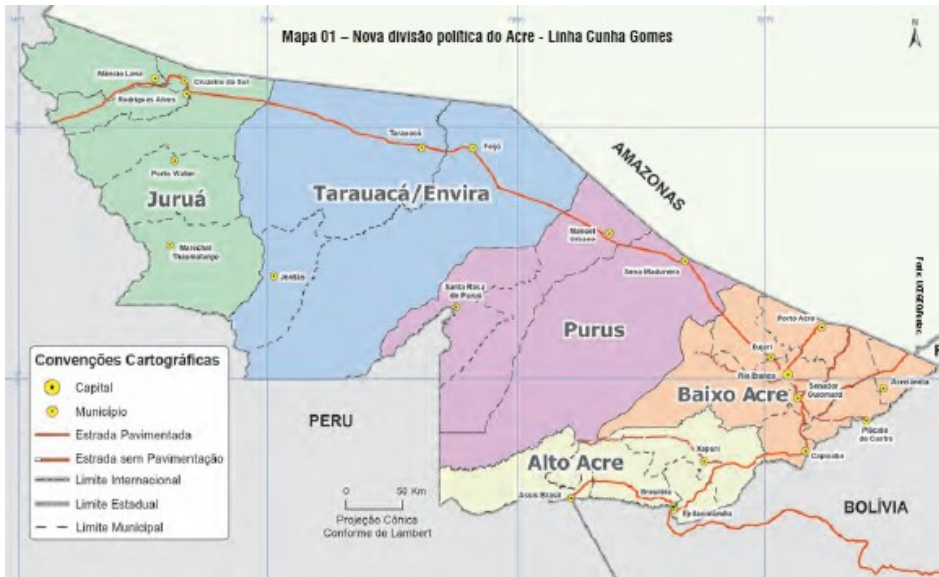 Mapa 01 – Nova divisão política do Acre - Linha Cunha Gomes
N
Mâncio Lima
Cruzeiro do Sul
Rodrigues Alves
Tarauacá
Feijó
AMAZONAS
Porto Walter
Juruá
Tarauacá/Envira
Marechal
Thaumaturgo
Jordão
Manoel
Urbano
Sena Madureira
Santa Rosa
do Purus
Purus
Porto Acre
Bujari
Rio Branco
Senador
Guiomard
Acrelândia
Baixo Acre
Plácido
de Castro
Capixaba
Xapuri
Alto Acre
Assis Brasil
Brasiléia
Epitaciolândia
PERU
BOLÍVIA
Convenções Cartográficas
Capital
Município
Estrada Pavimentada
Estrada sem Pavimentação
Limite Internacional
Limite Estadual
Limite Municipal
0 50 Km
Projeção Cônica
Conforme de Lambert